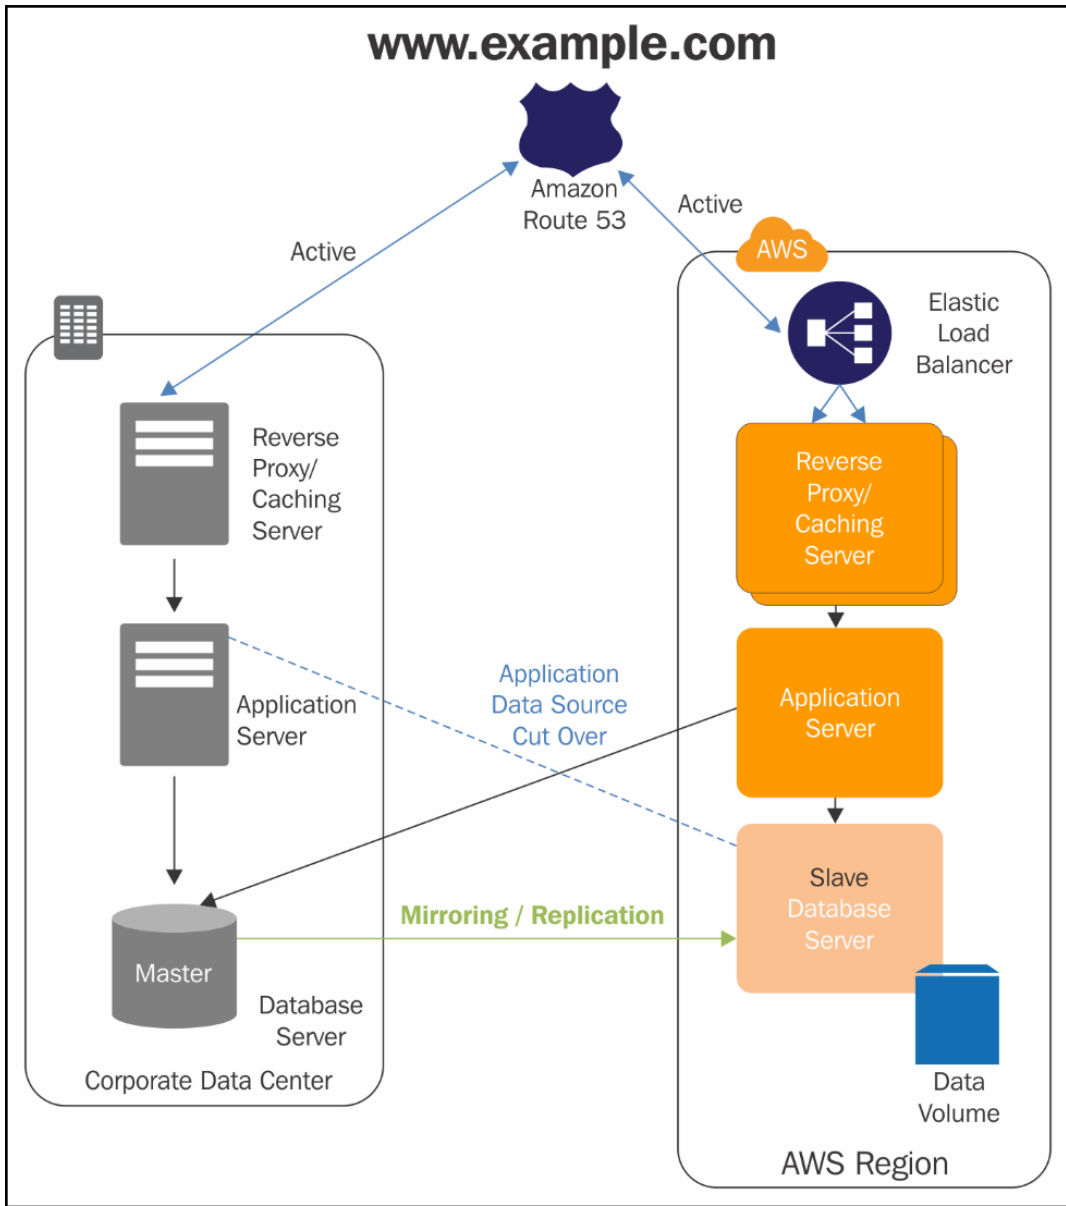 www.example.com
Amazon
Route 53
Active
Active
AWS
Elastic
Load
Balancer
Reverse
Proxy/
Caching
Server
Reverse
Proxy/
Caching
Server
Application
Server
Application
Data Source
Cut Over
Application
Server
Slave
Database
Server
Mirroring / Replication
Master
Database
Server
Corporate Data Center
Data
Volume
AWS Region